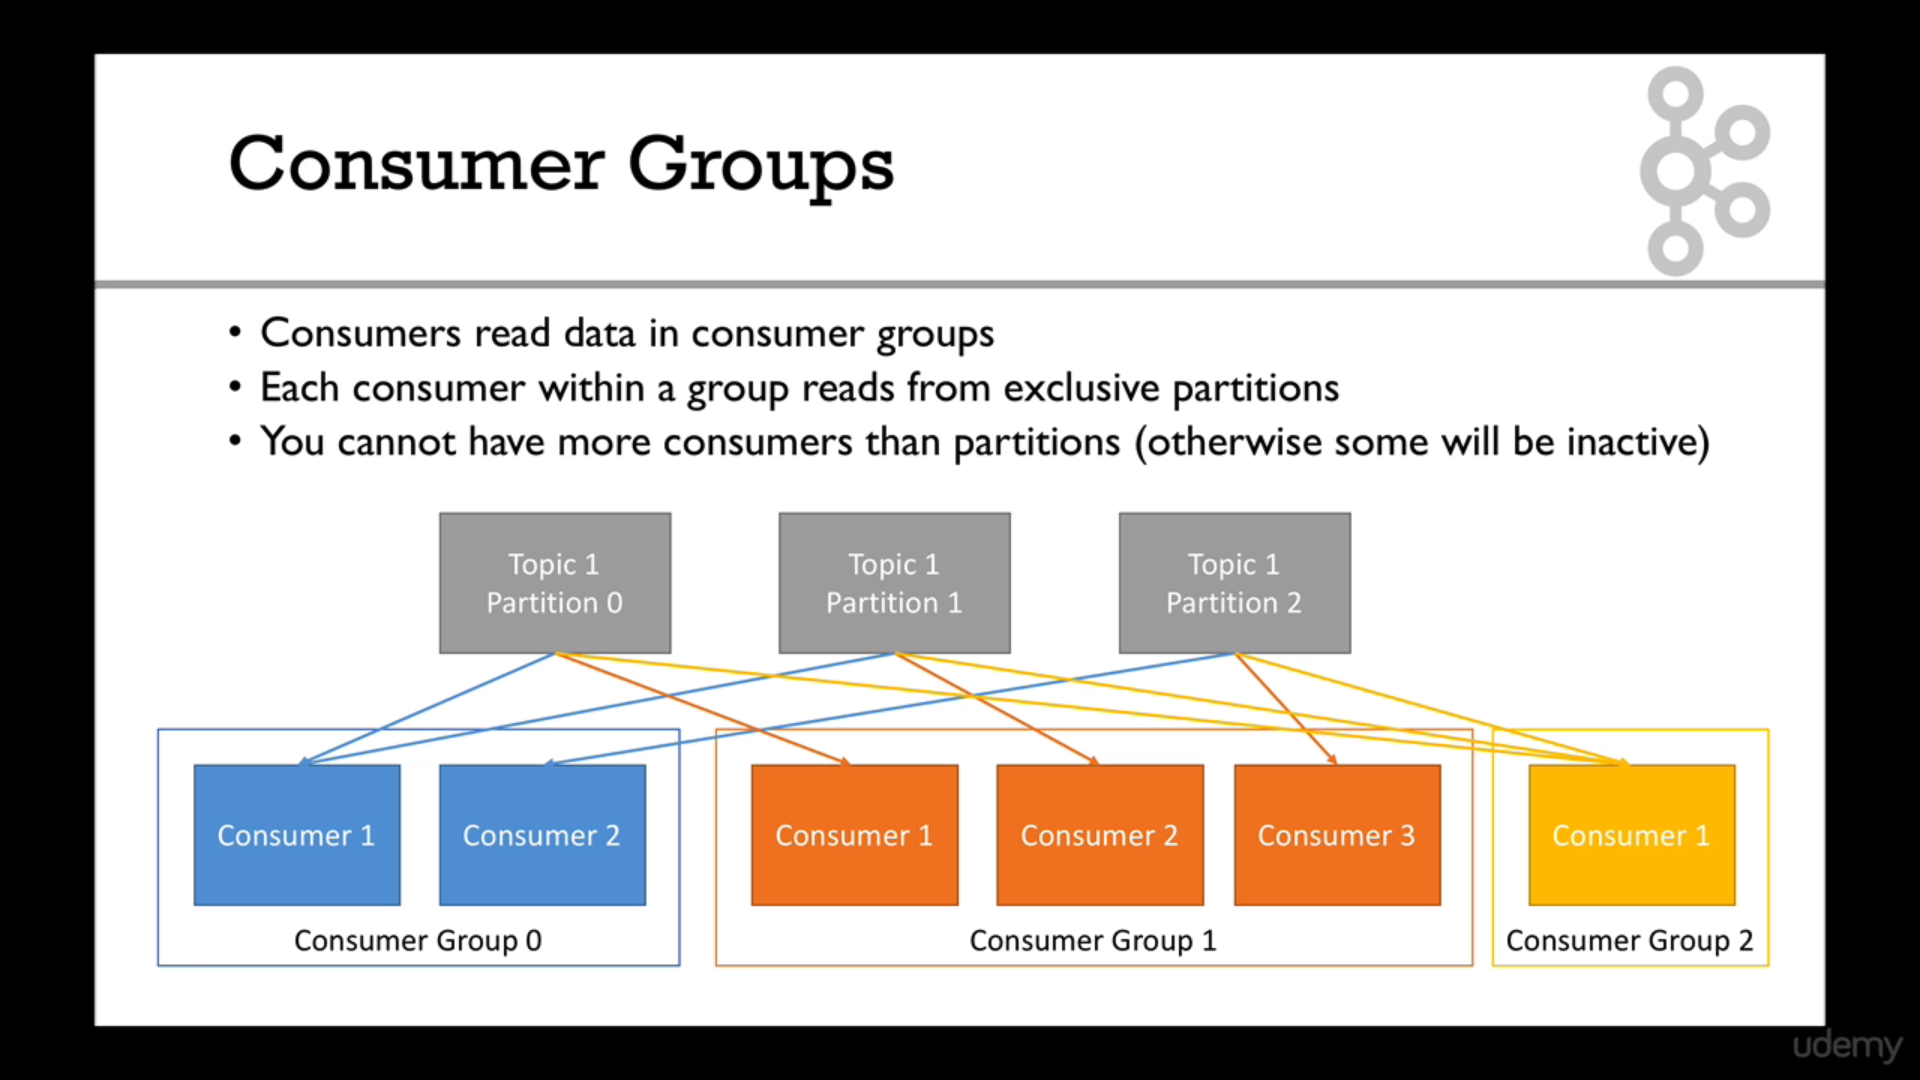 Consumer Groups
• Consumers read data in consumer groups
• Each consumer within a group reads from exclusive partitions
• You cannot have more consumers than partitions (otherwise some will be inactive)
Topic 1
Partition 0
Topic 1
Partition 1
Topic 1
Partition 2
Consumer 1
Consumer 2
Consumer Group 0
Consumer 1
Consumer 2
Consumer 3
Consumer Group 1
Consumer 1
Consumer Group 2
udemy